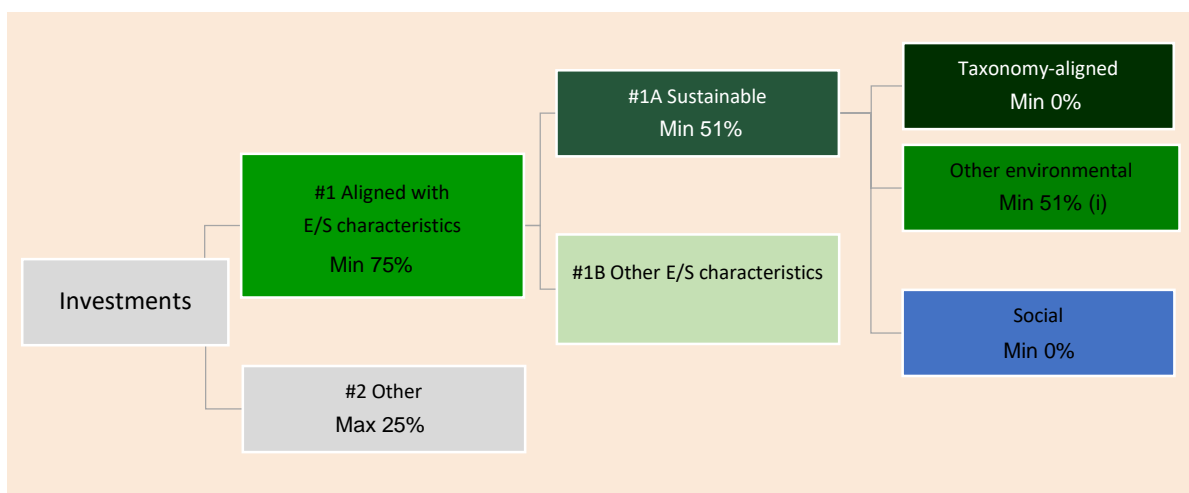 Investments
#1 Aligned with
E/S characteristics
Min 75%
#2 Other
Max 25%
#1A Sustainable
Min 51%
#1B Other E/S characteristics
Taxonomy-aligned
Min 0%
Other environmental
Min 51% (i)
Social
Min 0%